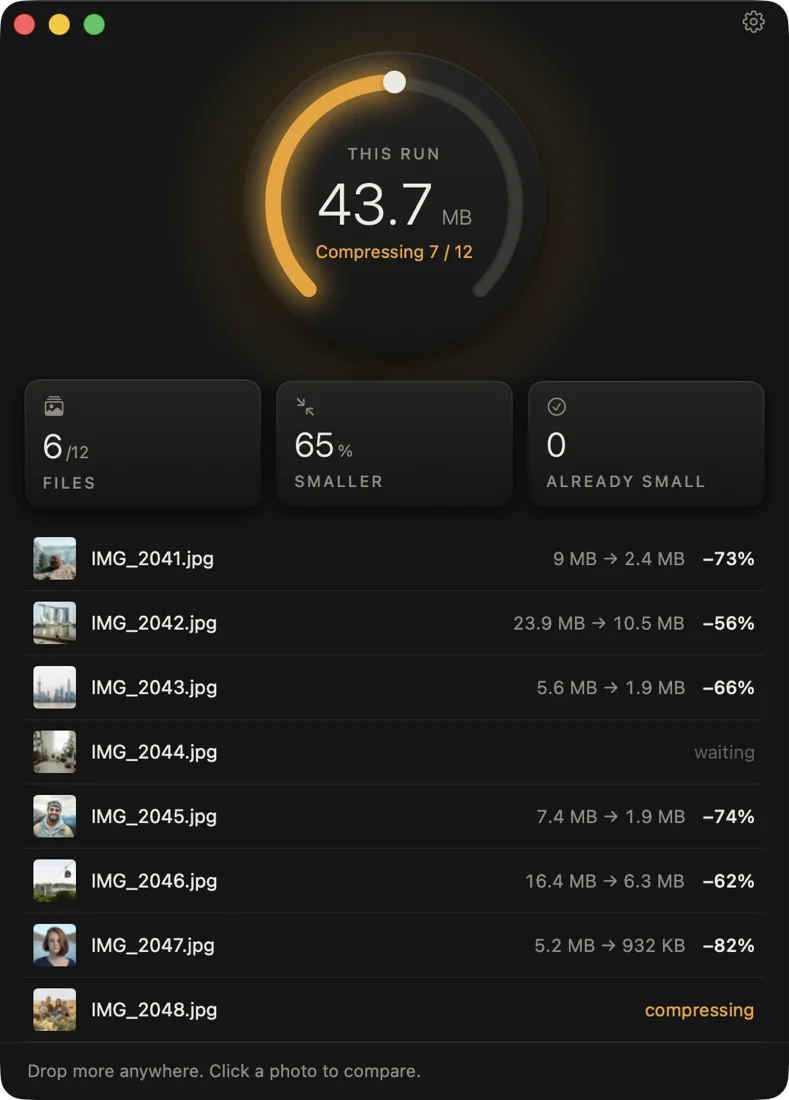 THIS RUN
43.7 MB
Compressing 7 / 12
6/12
FILES
65%
SMALLER
0
ALREADY SMALL
IMG_2041.jpg 9 MB → 2.4 MB –73%
IMG_2042.jpg 23.9 MB → 10.5 MB –56%
IMG_2043.jpg 5.6 MB → 1.9 MB –66%
IMG_2044.jpg waiting
IMG_2045.jpg 7.4 MB → 1.9 MB –74%
IMG_2046.jpg 16.4 MB → 6.3 MB –62%
IMG_2047.jpg 5.2 MB → 932 KB –82%
IMG_2048.jpg compressing
Drop more anywhere. Click a photo to compare.